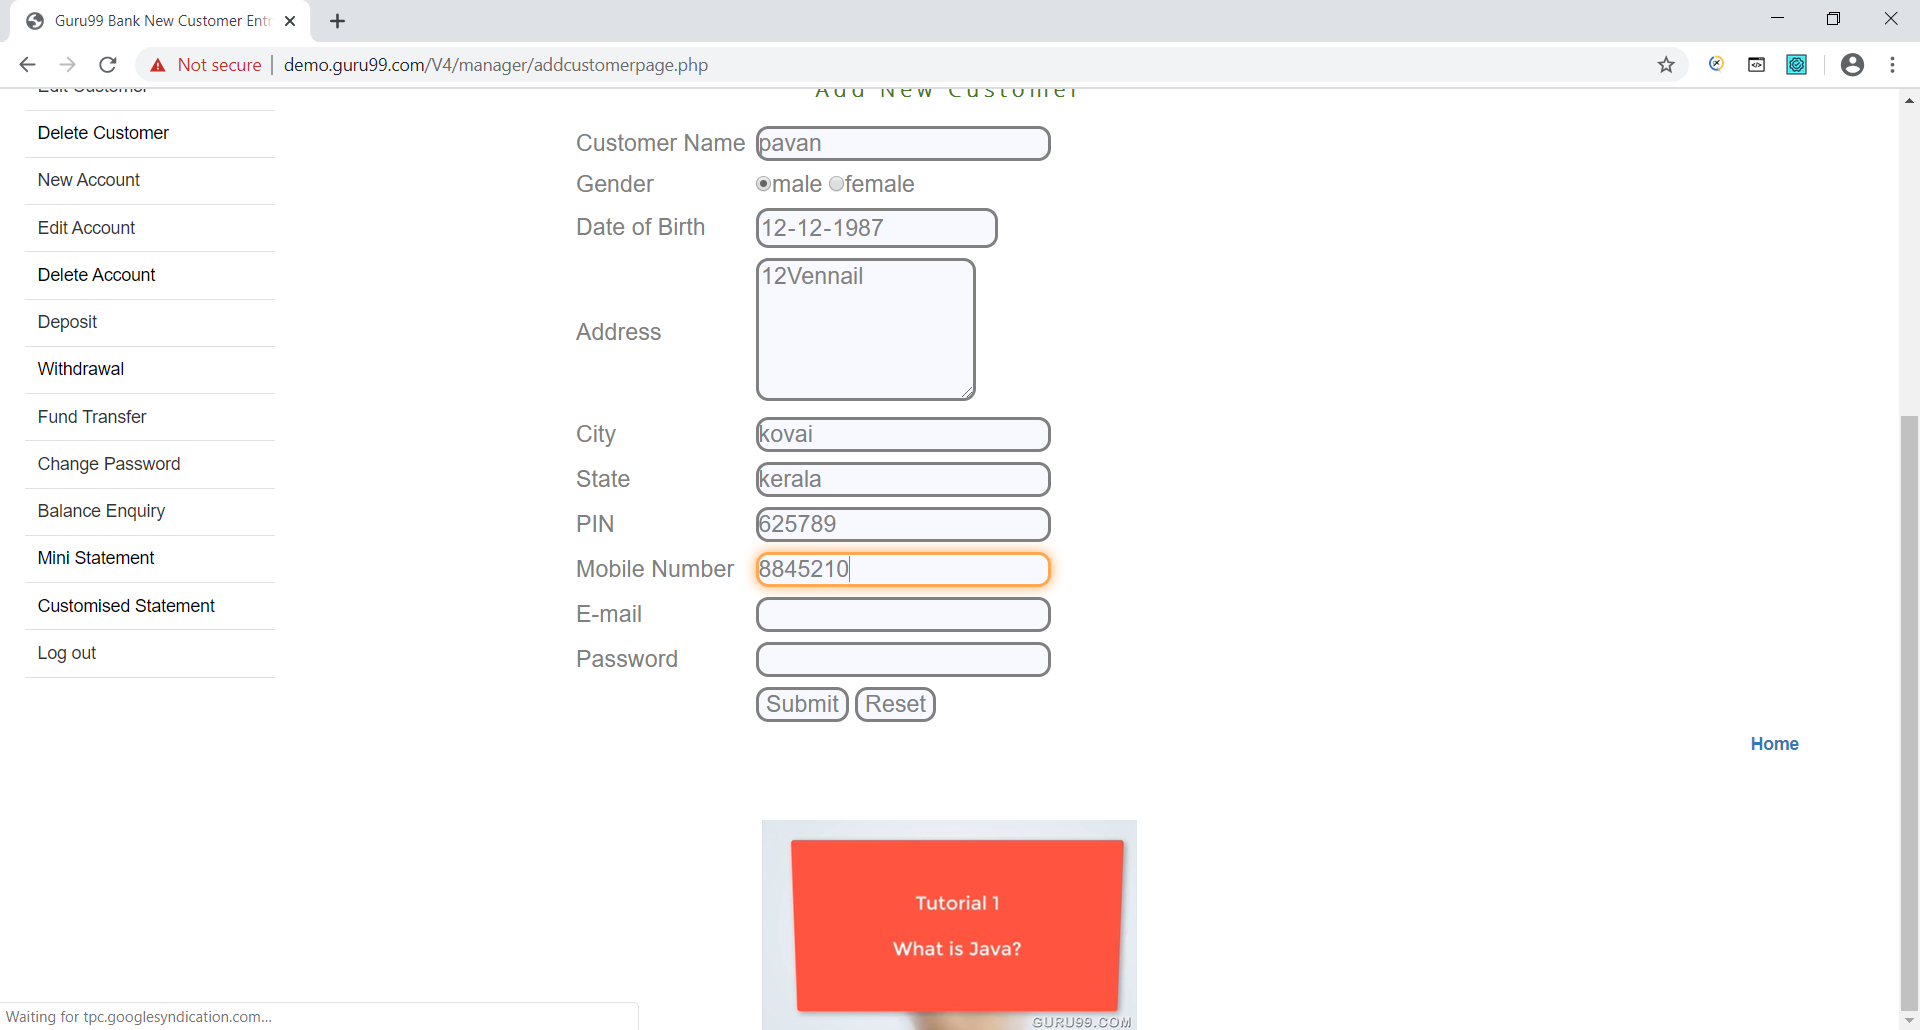 Guru99 Bank New Customer Entr
Not secure
demo.guru99.com/V4/manager/addcustomerpage.php
Edit Customer
Delete Customer
New Account
Edit Account
Delete Account
Deposit
Withdrawal
Fund Transfer
Change Password
Balance Enquiry
Mini Statement
Customised Statement
Log out
Add New Customer
Customer Name pavan
Gender male female
Date of Birth 12-12-1987
Address 12Vennail
City kovai
State kerala
PIN 625789
Mobile Number 8845210
E-mail
Password
Submit Reset
Home
Tutorial 1
What is Java?
GURU99.COM
Waiting for tpc.googlesyndication.com...